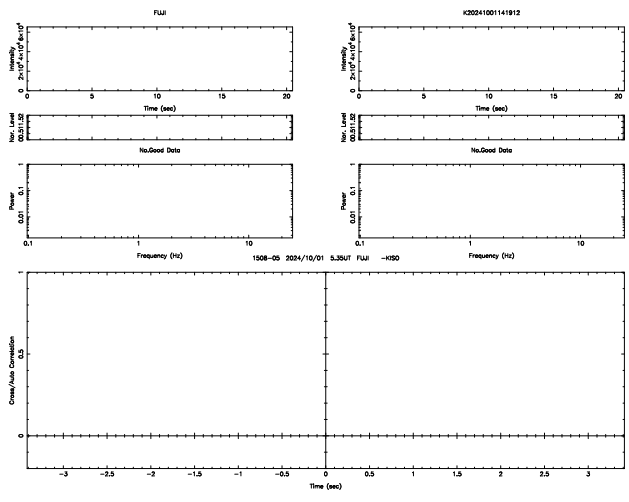 FUJI
K20241001141912
Intensity
0 2×10⁴ 4×10⁴ 6×10⁴
0 5 10 15 20
Time (sec)
Intensity
0 2×10⁴ 4×10⁴ 6×10⁴
0 5 10 15 20
Time (sec)
Nor. Level
00.511.52
Nor. Level
00.511.52
No.Good Data
No.Good Data
Power
0.01 0.1 1
0.1 1 10
Frequency (Hz)
Power
0.01 0.1 1
0.1 1 10
Frequency (Hz)
1508-05 2024/10/01 5.35UT FUJI -KISO
Cross/Auto Correlation
0 0.5 1
-3 -2.5 -2 -1.5 -1 -0.5 0 0.5 1 1.5 2 2.5 3
Time (sec)